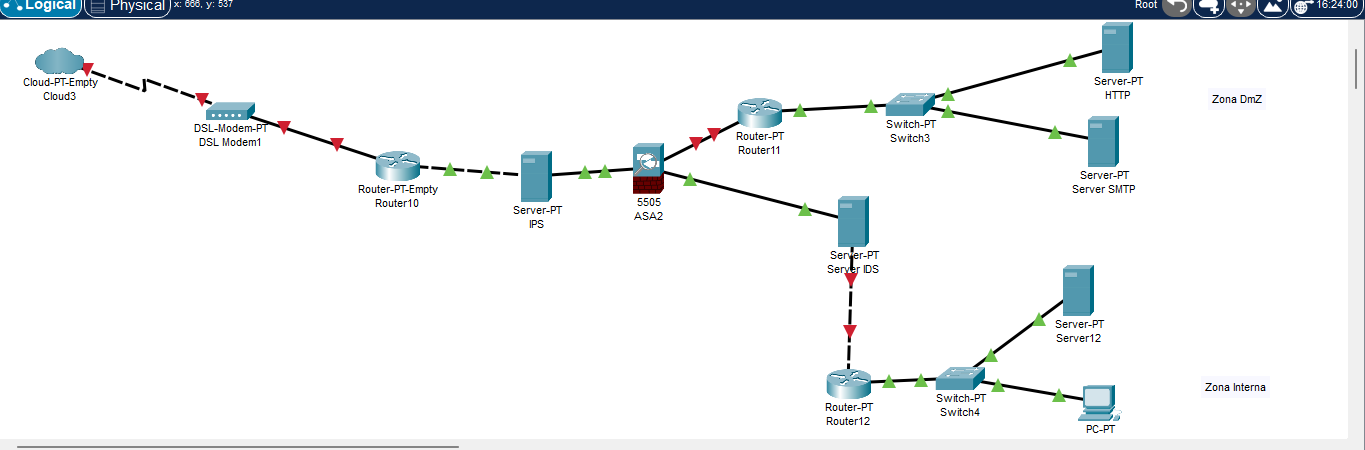 Logical
Physical
x: 666, y: 537
Root
16:24:00
Cloud-PT-Empty
Cloud3
DSL-Modem-PT
DSL Modem1
Router-PT-Empty
Router10
Server-PT
IPS
5505
ASA2
Router-PT
Router11
Switch-PT
Switch3
Server-PT
HTTP
Zona DmZ
Server-PT
Server SMTP
Server-PT
Server IDS
Server-PT
Server12
Router-PT
Router12
Switch-PT
Switch4
PC-PT
Zona Interna